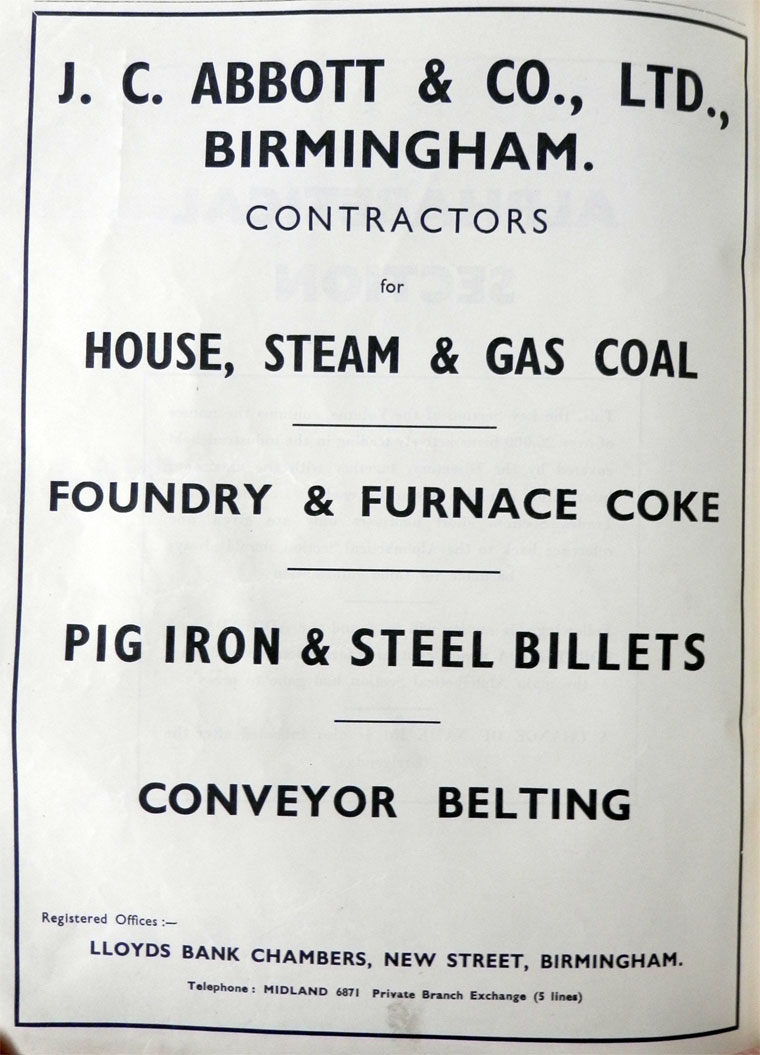 J. C. ABBOTT & CO., LTD.,
BIRMINGHAM.
CONTRACTORS
for
HOUSE, STEAM & GAS COAL
FOUNDRY & FURNACE COKE
PIG IRON & STEEL BILLETS
CONVEYOR BELTING
Registered Offices :—
LLOYDS BANK CHAMBERS, NEW STREET, BIRMINGHAM.
Telephone : MIDLAND 6871 Private Branch Exchange (5 lines)